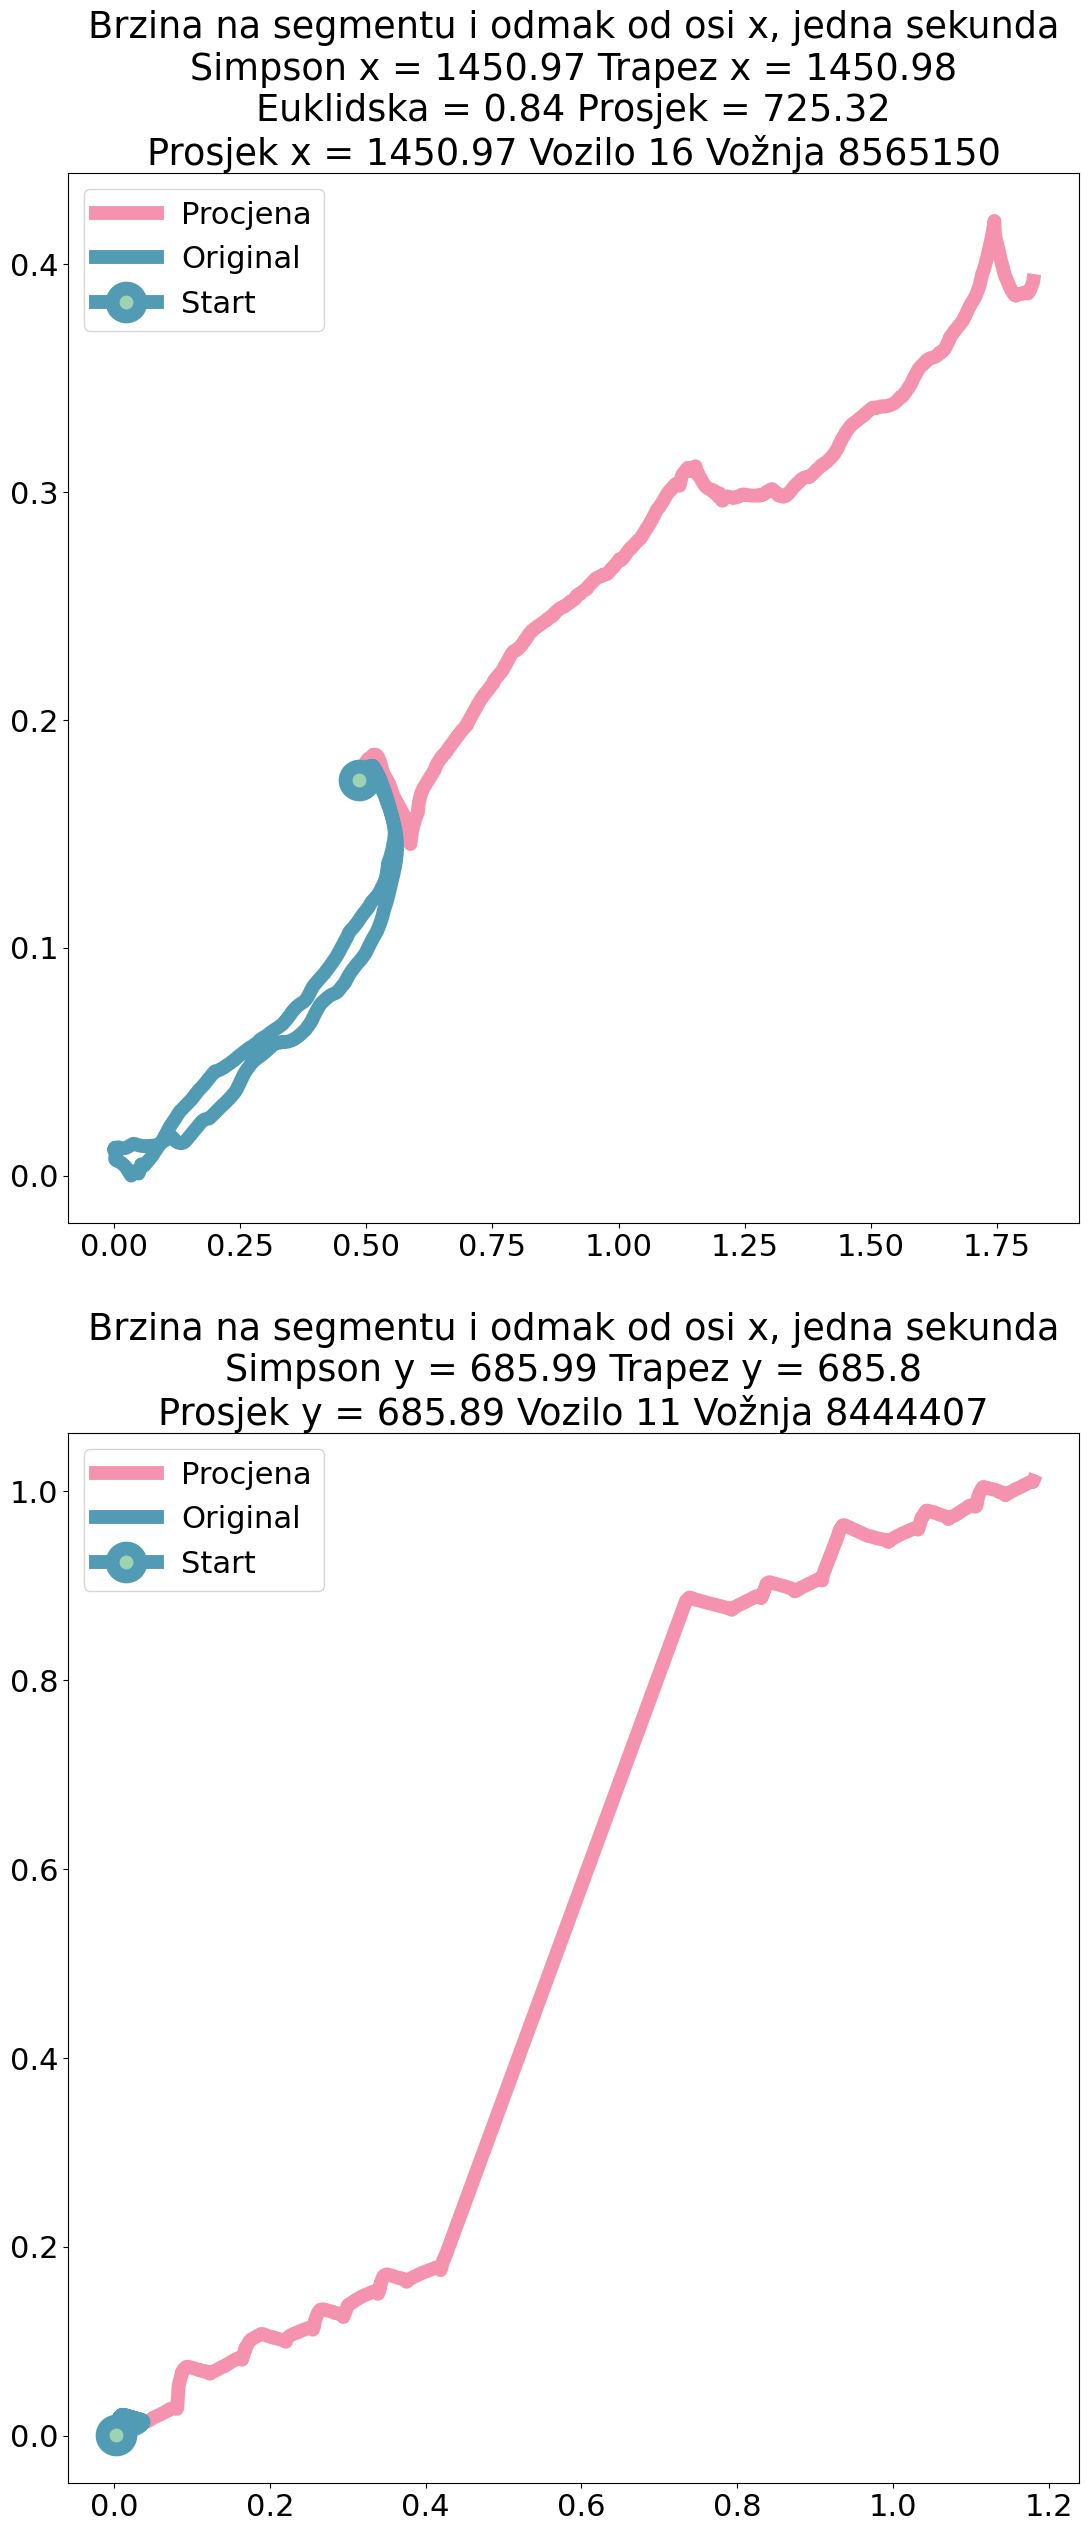 Brzina na segmentu i odmak od osi x, jedna sekunda
Simpson x = 1450.97 Trapez x = 1450.98
Euklidska = 0.84 Prosjek = 725.32
Prosjek x = 1450.97 Vozilo 16 Vožnja 8565150
Procjena
Original
Start
0.4
0.3
0.2
0.1
0.0
0.00 0.25 0.50 0.75 1.00 1.25 1.50 1.75
Brzina na segmentu i odmak od osi x, jedna sekunda
Simpson y = 685.99 Trapez y = 685.8
Prosjek y = 685.89 Vozilo 11 Vožnja 8444407
Procjena
Original
Start
1.0
0.8
0.6
0.4
0.2
0.0
0.0 0.2 0.4 0.6 0.8 1.0 1.2